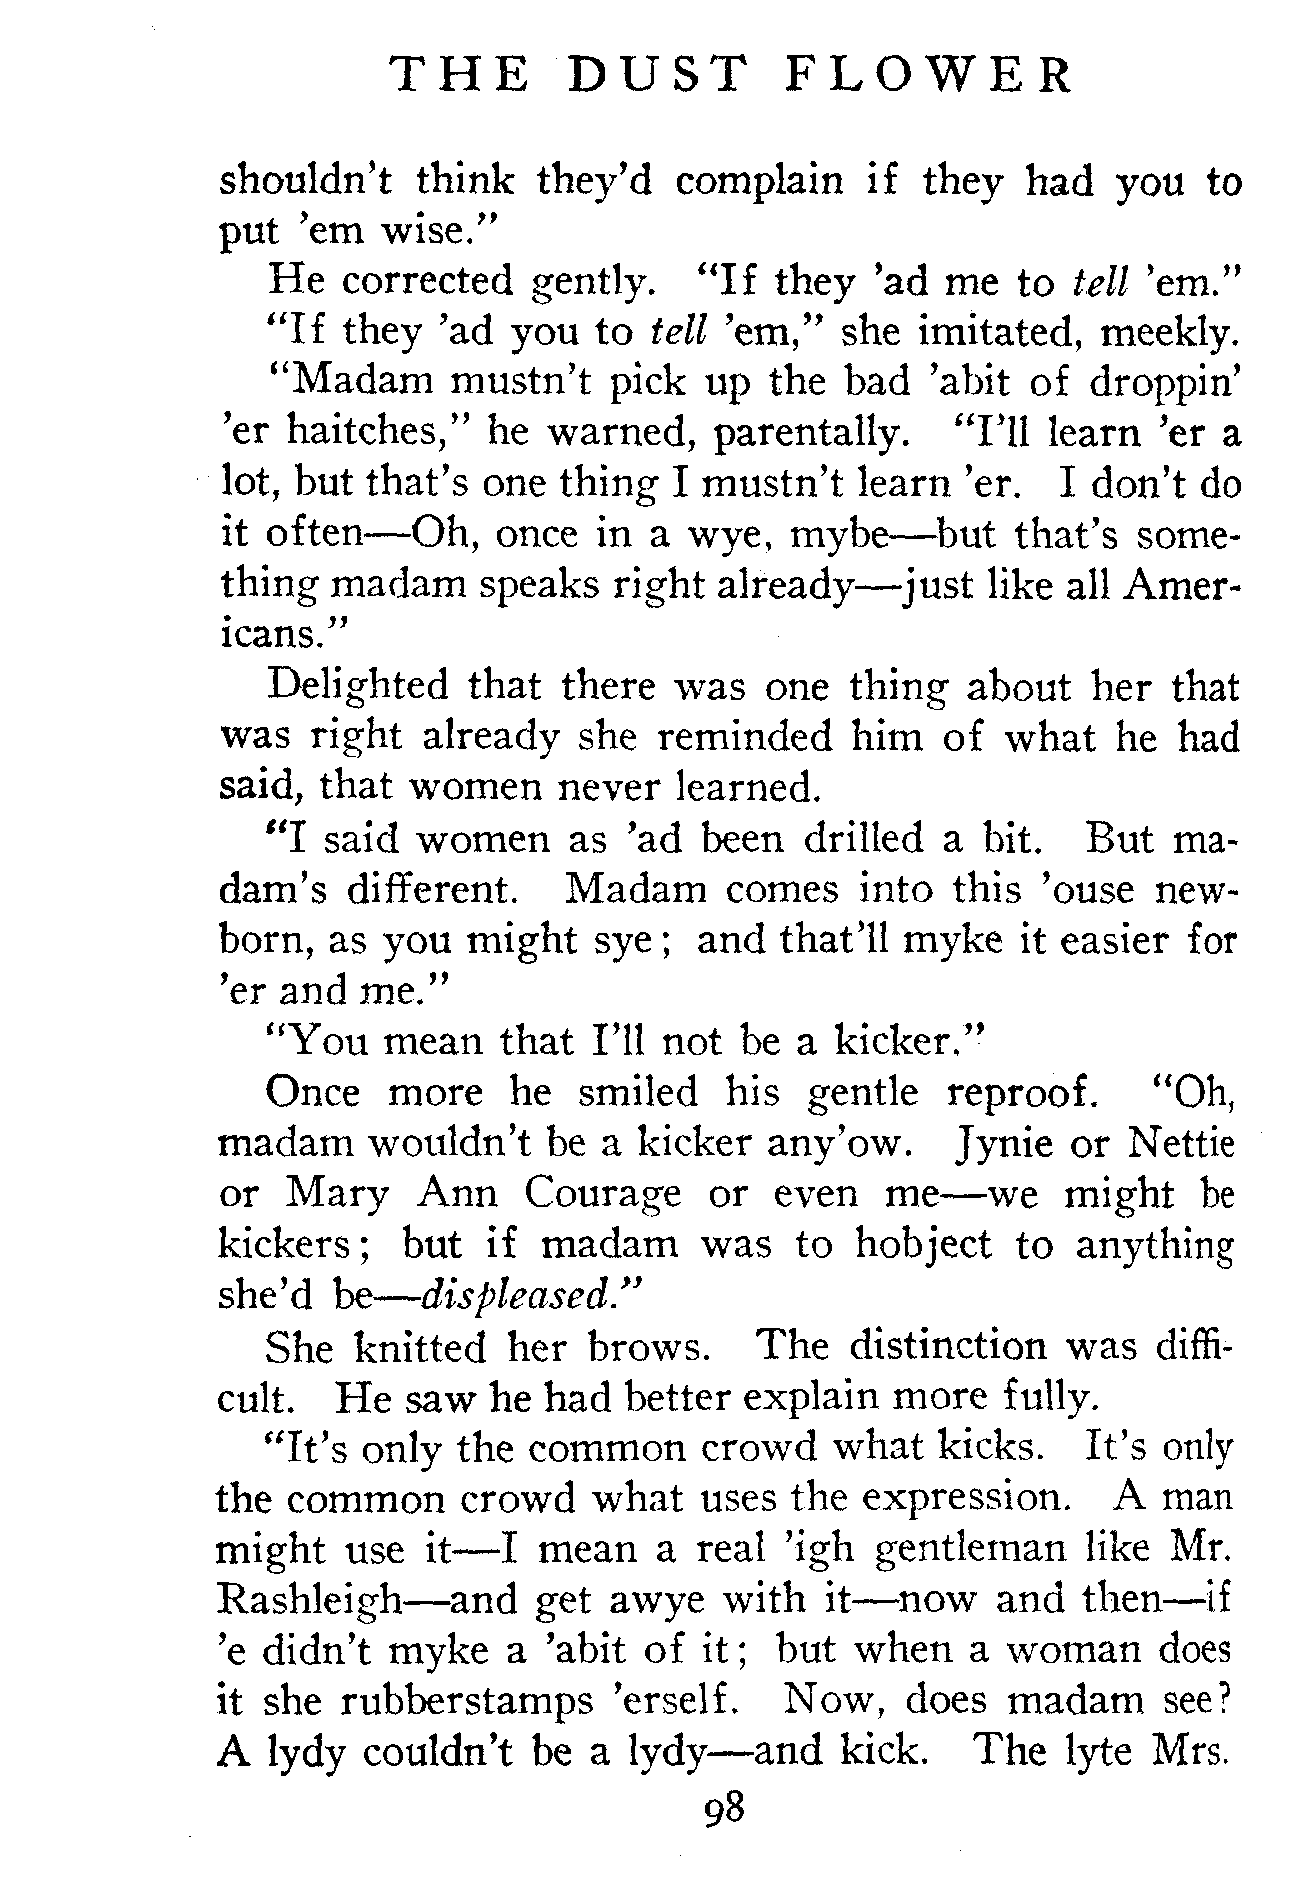 THE DUST FLOWER
shouldn't think they'd complain if they had you to
put 'em wise."
He corrected gently. "If they 'ad me to tell 'em."
"If they 'ad you to tell 'em," she imitated, meekly.
"Madam mustn't pick up the bad 'abit of droppin'
'er haitches," he warned, parentally. "I'll learn 'er a
lot, but that's one thing I mustn't learn 'er. I don't do
it often—Oh, once in a wye, mybe—but that's some-
thing madam speaks right already—just like all Amer-
icans."
Delighted that there was one thing about her that
was right already she reminded him of what he had
said, that women never learned.
"I said women as 'ad been drilled a bit. But ma-
dam's different. Madam comes into this 'ouse new-
born, as you might sye; and that'll myke it easier for
'er and me."
"You mean that I'll not be a kicker."
Once more he smiled his gentle reproof. "Oh,
madam wouldn't be a kicker any'ow. Jynie or Nettie
or Mary Ann Courage or even me—we might be
kickers; but if madam was to hobject to anything
she'd be—displeased."
She knitted her brows. The distinction was diffi-
cult. He saw he had better explain more fully.
"It's only the common crowd what kicks. It's only
the common crowd what uses the expression. A man
might use it—I mean a real 'igh gentleman like Mr.
Rashleigh—and get awye with it—now and then—if
'e didn't myke a 'abit of it; but when a woman does
it she rubberstamps 'erself. Now, does madam see?
A lydy couldn't be a lydy—and kick. The lyte Mrs.
98